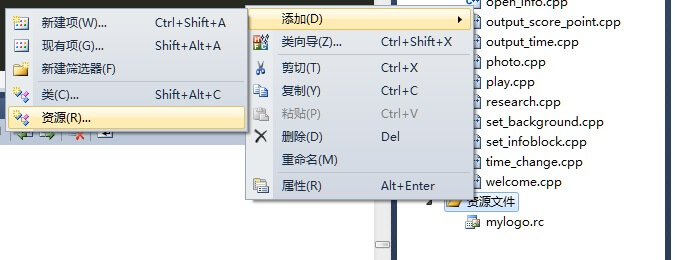 新建项(W)... Ctrl+Shift+A
现有项(G)... Shift+Alt+A
新建筛选器(F)
类(C)... Shift+Alt+C
资源(R)...
添加(D)
类向导(Z)... Ctrl+Shift+X
剪切(T) Ctrl+X
复制(Y) Ctrl+C
粘贴(P) Ctrl+V
删除(D) Del
重命名(M)
属性(R) Alt+Enter
open_info.cpp
output_score_point.cpp
output_time.cpp
photo.cpp
play.cpp
research.cpp
set_background.cpp
set_infoblock.cpp
time_change.cpp
welcome.cpp
资源文件
mylogo.rc